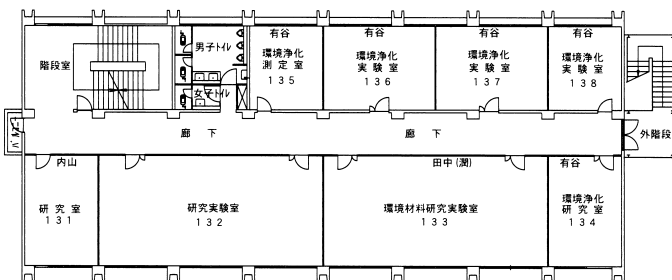 有谷
有谷
有谷
有谷
階段室
男子トイレ
女子トイレ
環境浄化
測定室
135
環境浄化
実験室
136
環境浄化
実験室
137
環境浄化
実験室
138
バルコニー
廊下
廊下
外階段
内山
研究室
131
研究実験室
132
田中(潤)
環境材料研究実験室
133
有谷
環境浄化
研究室
134